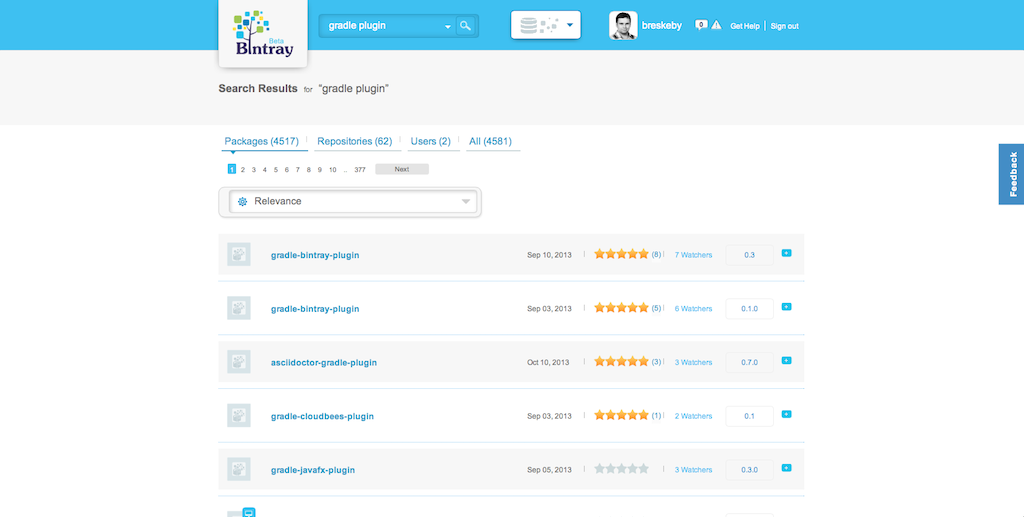 Beta
Bintray
gradle plugin
breskeby
0
Get Help
Sign out
Search Results for "gradle plugin"
Packages (4517) Repositories (62) Users (2) All (4581)
1 2 3 4 5 6 7 8 9 10 .. 377 Next
Relevance
Feedback
gradle-bintray-plugin Sep 10, 2013 (8) 7 Watchers 0.3
gradle-bintray-plugin Sep 03, 2013 (5) 6 Watchers 0.1.0
asciidoctor-gradle-plugin Oct 10, 2013 (3) 3 Watchers 0.7.0
gradle-cloudbees-plugin Sep 03, 2013 (1) 2 Watchers 0.1
gradle-javafx-plugin Sep 05, 2013 3 Watchers 0.3.0